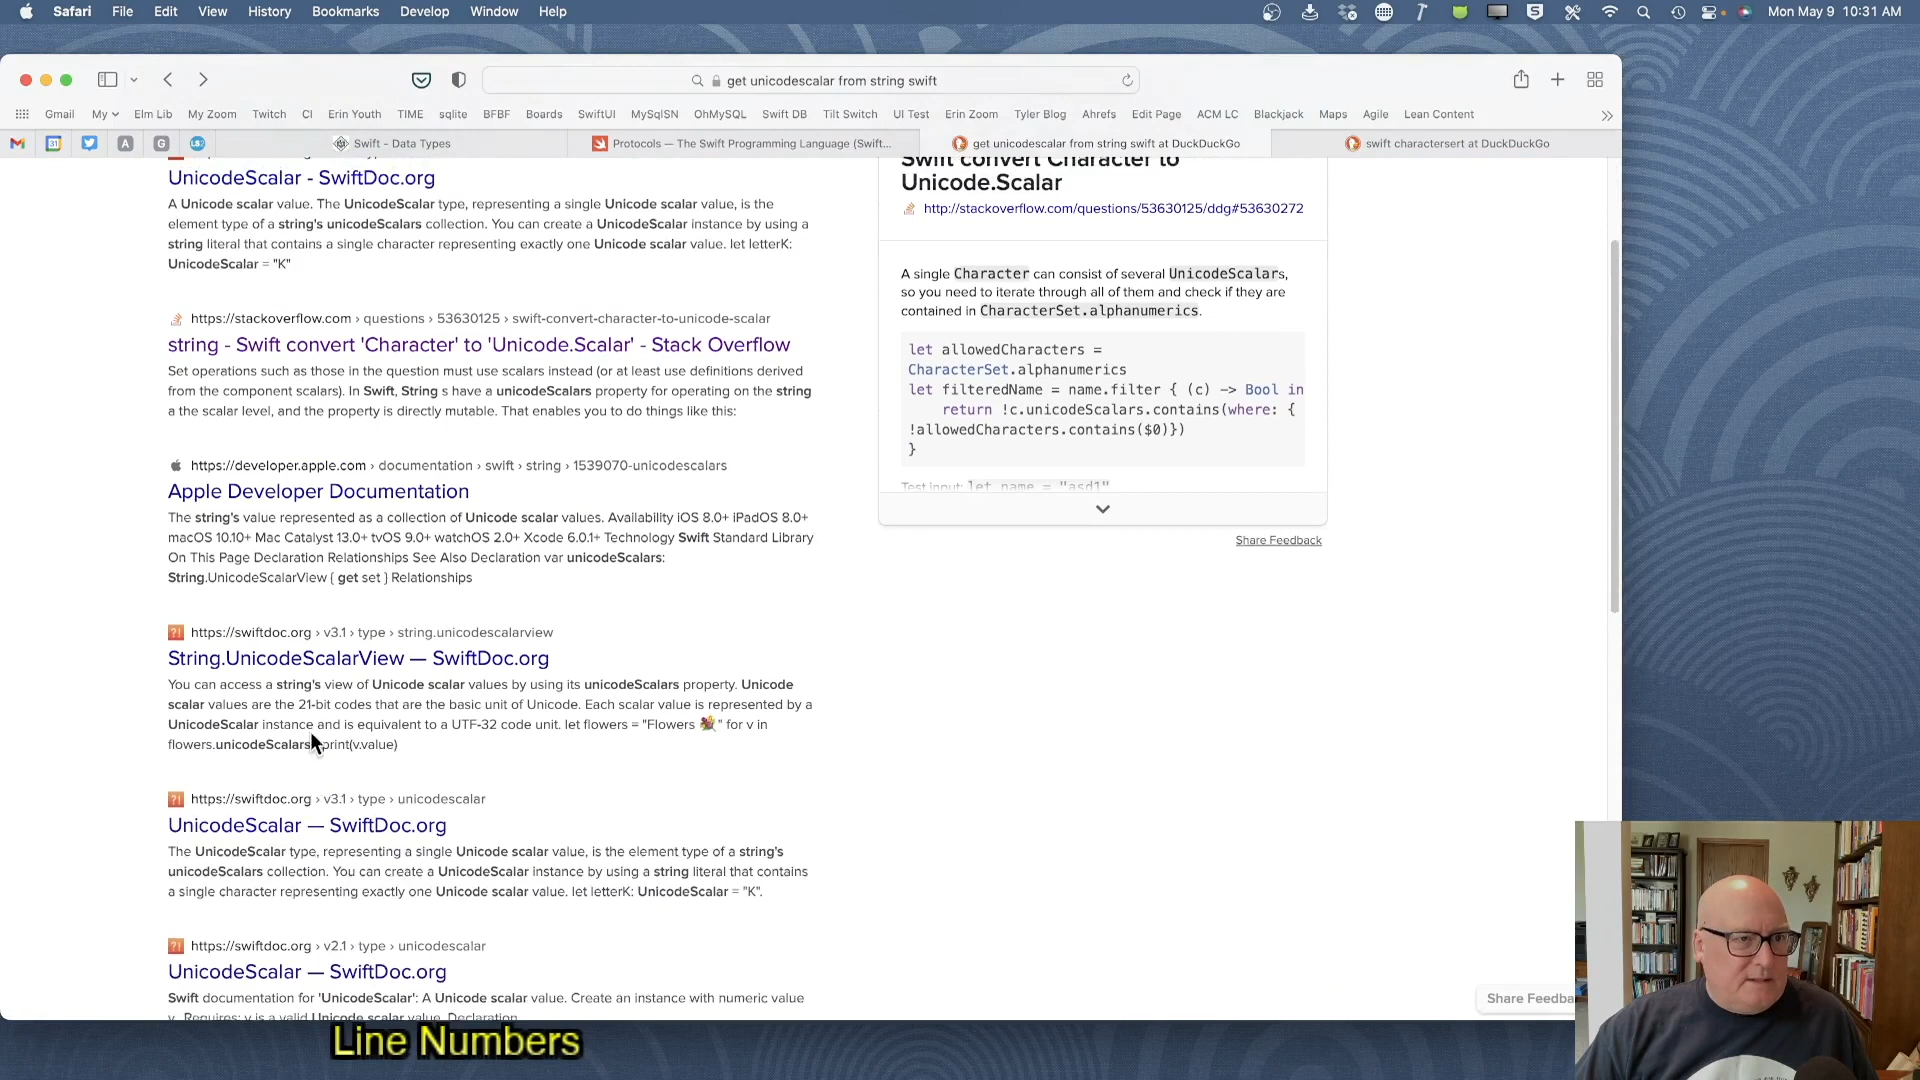 Safari File Edit View History Bookmarks Develop Window Help
Mon May 9 10:31 AM
get unicodescalar from string swift
Gmail My Elm Lib My Zoom Twitch CI Erin Youth TIME sqlite BFBF Boards SwiftUI MySqlSN OhMySQL Swift DB Tilt Switch UI Test Erin Zoom Tyler Blog Ahrefs Edit Page ACM LC Blackjack Maps Agile Lean Content
Swift - Data Types
Protocols — The Swift Programming Language (Swift...
get unicodescalar from string swift at DuckDuckGo
swift charactersert at DuckDuckGo
UnicodeScalar - SwiftDoc.org
A Unicode scalar value. The UnicodeScalar type, representing a single Unicode scalar value, is the
element type of a string's unicodeScalars collection. You can create a UnicodeScalar instance by using a
string literal that contains a single character representing exactly one Unicode scalar value. let letterK:
UnicodeScalar = "K"
https://stackoverflow.com › questions › 53630125 › swift-convert-character-to-unicode-scalar
string - Swift convert 'Character' to 'Unicode.Scalar' - Stack Overflow
Set operations such as those in the question must use scalars instead (or at least use definitions derived
from the component scalars). In Swift, String s have a unicodeScalars property for operating on the string
a the scalar level, and the property is directly mutable. That enables you to do things like this:
https://developer.apple.com › documentation › swift › string › 1539070-unicodescalars
Apple Developer Documentation
The string's value represented as a collection of Unicode scalar values. Availability iOS 8.0+ iPadOS 8.0+
macOS 10.10+ Mac Catalyst 13.0+ tvOS 9.0+ watchOS 2.0+ Xcode 6.0.1+ Technology Swift Standard Library
On This Page Declaration Relationships See Also Declaration var unicodeScalars:
String.UnicodeScalarView { get set } Relationships
https://swiftdoc.org › v3.1 › type › string.unicodescalarview
String.UnicodeScalarView — SwiftDoc.org
You can access a string's view of Unicode scalar values by using its unicodeScalars property. Unicode
scalar values are the 21-bit codes that are the basic unit of Unicode. Each scalar value is represented by a
UnicodeScalar instance and is equivalent to a UTF-32 code unit. let flowers = "Flowers 💐" for v in
flowers.unicodeScalars print(v.value)
https://swiftdoc.org › v3.1 › type › unicodescalar
UnicodeScalar — SwiftDoc.org
The UnicodeScalar type, representing a single Unicode scalar value, is the element type of a string's
unicodeScalars collection. You can create a UnicodeScalar instance by using a string literal that contains
a single character representing exactly one Unicode scalar value. let letterK: UnicodeScalar = "K".
https://swiftdoc.org › v2.1 › type › unicodescalar
UnicodeScalar — SwiftDoc.org
Swift documentation for 'UnicodeScalar': A Unicode scalar value. Create an instance with numeric value
v . Requires: v is a valid Unicode scalar value. Declaration
Swift convert Character to
Unicode.Scalar
http://stackoverflow.com/questions/53630125/ddg#53630272
A single Character can consist of several UnicodeScalars,
so you need to iterate through all of them and check if they are
contained in CharacterSet.alphanumerics.
let allowedCharacters =
CharacterSet.alphanumerics
let filteredName = name.filter { (c) -> Bool in
return !c.unicodeScalars.contains(where: {
!allowedCharacters.contains($0)})
}
Test input: let name = "asd1"
Share Feedback
Share Feedba
Line Numbers